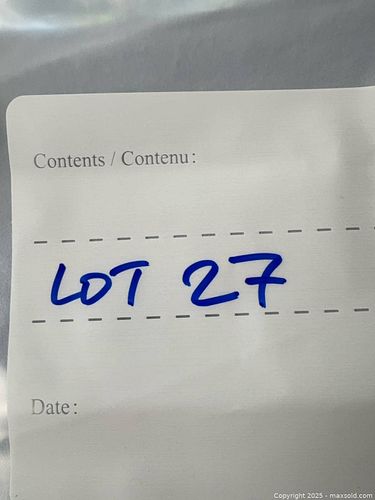 Contents / Contenu:
LOT 27
Date:
Copyright 2025 - maxsold.com